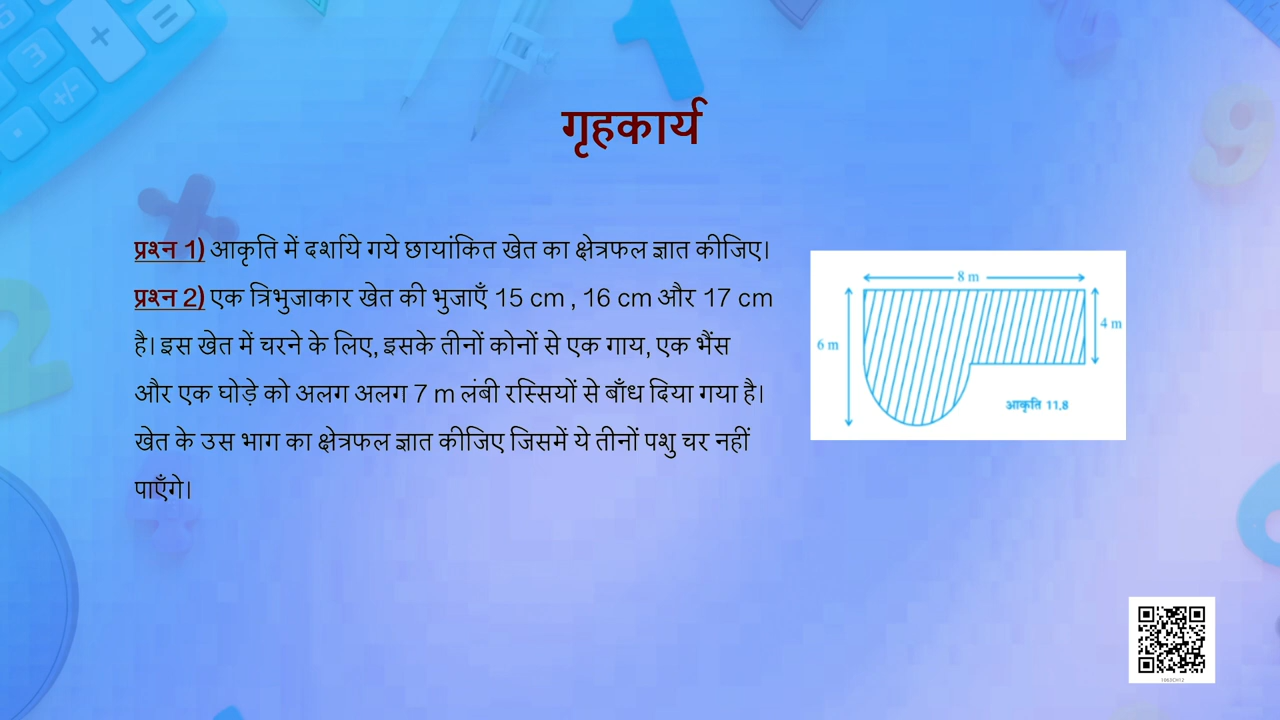 गृहकार्य
प्रश्न 1) आकृति में दर्शाये गये छायांकित खेत का क्षेत्रफल ज्ञात कीजिए।
प्रश्न 2) एक त्रिभुजाकार खेत की भुजाएँ 15 cm , 16 cm और 17 cm
है। इस खेत में चरने के लिए, इसके तीनों कोनों से एक गाय, एक भैंस
और एक घोड़े को अलग अलग 7 m लंबी रस्सियों से बाँध दिया गया है।
खेत के उस भाग का क्षेत्रफल ज्ञात कीजिए जिसमें ये तीनों पशु चर नहीं
पाएँगे।
8 m
4 m
6 m
आकृति 11.8
1063CH12